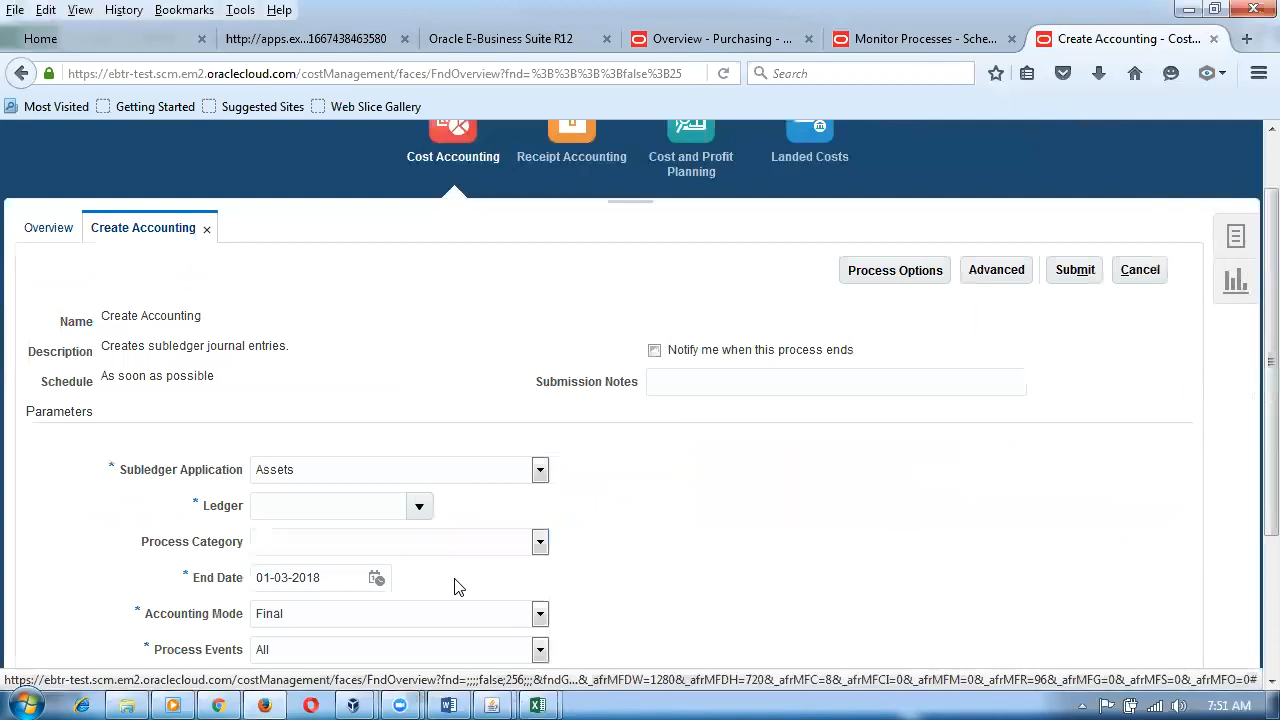 File Edit View History Bookmarks Tools Help
Home
http://apps.ex...1667438463580
Oracle E-Business Suite R12
Overview - Purchasing -...
Monitor Processes - Sche...
Create Accounting - Cost...
https://ebtr-test.scm.em2.oraclecloud.com/costManagement/faces/FndOverview?fnd=%3B%3B%3B%3Bfalse%3B25
Search
Most Visited Getting Started Suggested Sites Web Slice Gallery
Cost Accounting
Receipt Accounting
Cost and Profit
Planning
Landed Costs
Overview
Create Accounting
Process Options Advanced Submit Cancel
Name Create Accounting
Description Creates subledger journal entries.
Notify me when this process ends
Schedule As soon as possible
Submission Notes
Parameters
* Subledger Application Assets
* Ledger
Process Category
* End Date 01-03-2018
* Accounting Mode Final
* Process Events All
https://ebtr-test.scm.em2.oraclecloud.com/costManagement/faces/FndOverview?fnd=;;;;false;256;;;&fndG..._afrMFDW=1280&_afrMFDH=720&_afrMFC=8&_afrMFCI=0&_afrMFM=0&_afrMFR=96&_afrMFG=0&_afrMFS=0&_afrMFO=0#
7:51 AM